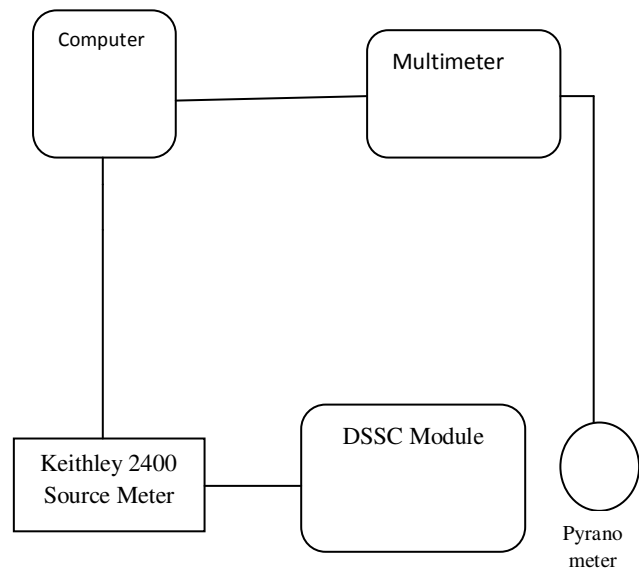 Computer
Multimeter
Keithley 2400
Source Meter
DSSC Module
Pyrano
meter